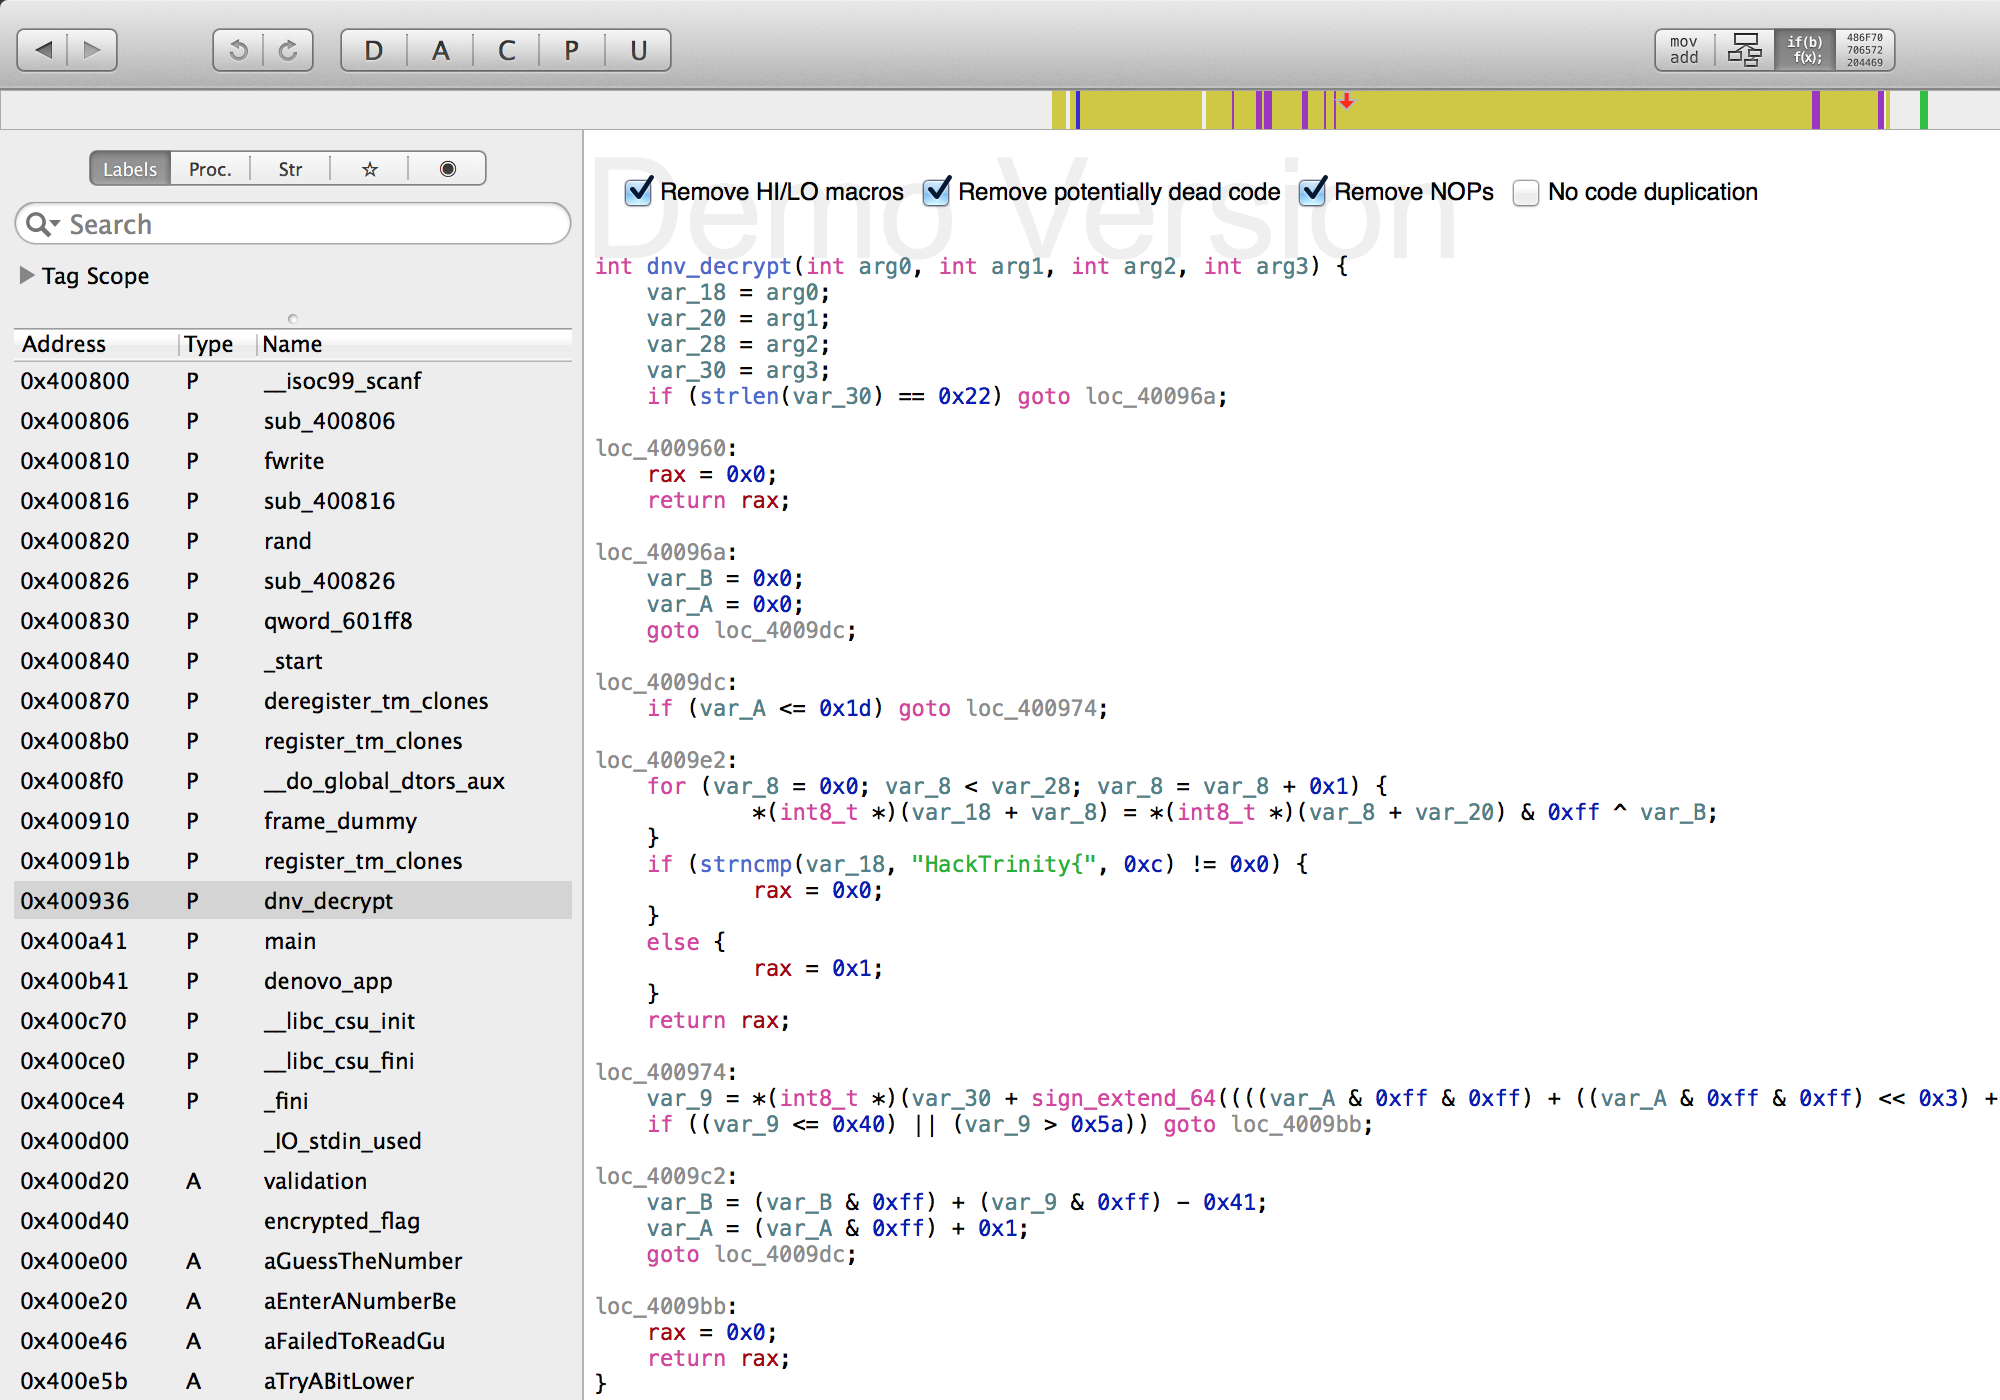 D A C P U
mov add
if(b) f(x);
486F70 706572 204469
Labels Proc. Str
Search
Tag Scope
Address Type Name
0x400800 P __isoc99_scanf
0x400806 P sub_400806
0x400810 P fwrite
0x400816 P sub_400816
0x400820 P rand
0x400826 P sub_400826
0x400830 P qword_601ff8
0x400840 P _start
0x400870 P deregister_tm_clones
0x4008b0 P register_tm_clones
0x4008f0 P __do_global_dtors_aux
0x400910 P frame_dummy
0x40091b P register_tm_clones
0x400936 P dnv_decrypt
0x400a41 P main
0x400b41 P denovo_app
0x400c70 P __libc_csu_init
0x400ce0 P __libc_csu_fini
0x400ce4 P _fini
0x400d00 _IO_stdin_used
0x400d20 A validation
0x400d40 encrypted_flag
0x400e00 A aGuessTheNumber
0x400e20 A aEnterANumberBe
0x400e46 A aFailedToReadGu
0x400e5b A aTryABitLower
Demo Version
Remove HI/LO macros Remove potentially dead code Remove NOPs No code duplication
int dnv_decrypt(int arg0, int arg1, int arg2, int arg3) {
var_18 = arg0;
var_20 = arg1;
var_28 = arg2;
var_30 = arg3;
if (strlen(var_30) == 0x22) goto loc_40096a;
loc_400960:
rax = 0x0;
return rax;
loc_40096a:
var_B = 0x0;
var_A = 0x0;
goto loc_4009dc;
loc_4009dc:
if (var_A <= 0x1d) goto loc_400974;
loc_4009e2:
for (var_8 = 0x0; var_8 < var_28; var_8 = var_8 + 0x1) {
*(int8_t *)(var_18 + var_8) = *(int8_t *)(var_8 + var_20) & 0xff ^ var_B;
}
if (strncmp(var_18, "HackTrinity{", 0xc) != 0x0) {
rax = 0x0;
}
else {
rax = 0x1;
}
return rax;
loc_400974:
var_9 = *(int8_t *)(var_30 + sign_extend_64((((var_A & 0xff & 0xff) + ((var_A & 0xff & 0xff) << 0x3) +
if ((var_9 <= 0x40) || (var_9 > 0x5a)) goto loc_4009bb;
loc_4009c2:
var_B = (var_B & 0xff) + (var_9 & 0xff) - 0x41;
var_A = (var_A & 0xff) + 0x1;
goto loc_4009dc;
loc_4009bb:
rax = 0x0;
return rax;
}